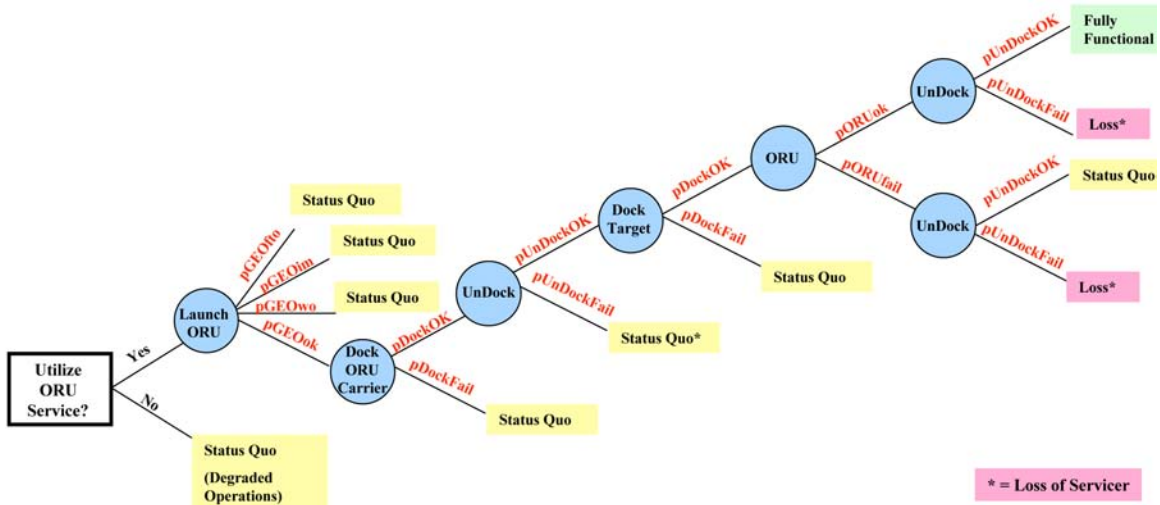 Utilize
ORU
Service?
Yes
No
Status Quo
(Degraded
Operations)
Launch
ORU
pGEOfto
Status Quo
pGEOim
Status Quo
pGEOwo
Status Quo
pGEOok
Dock
ORU
Carrier
pDockOK
pDockFail
Status Quo
UnDock
pUnDockOK
pUnDockFail
Status Quo*
Dock
Target
pDockOK
pDockFail
Status Quo
ORU
pORUok
pORUfail
UnDock
pUnDockOK
Fully
Functional
pUnDockFail
Loss*
UnDock
pUnDockOK
Status Quo
pUnDockFail
Loss*
* = Loss of Servicer